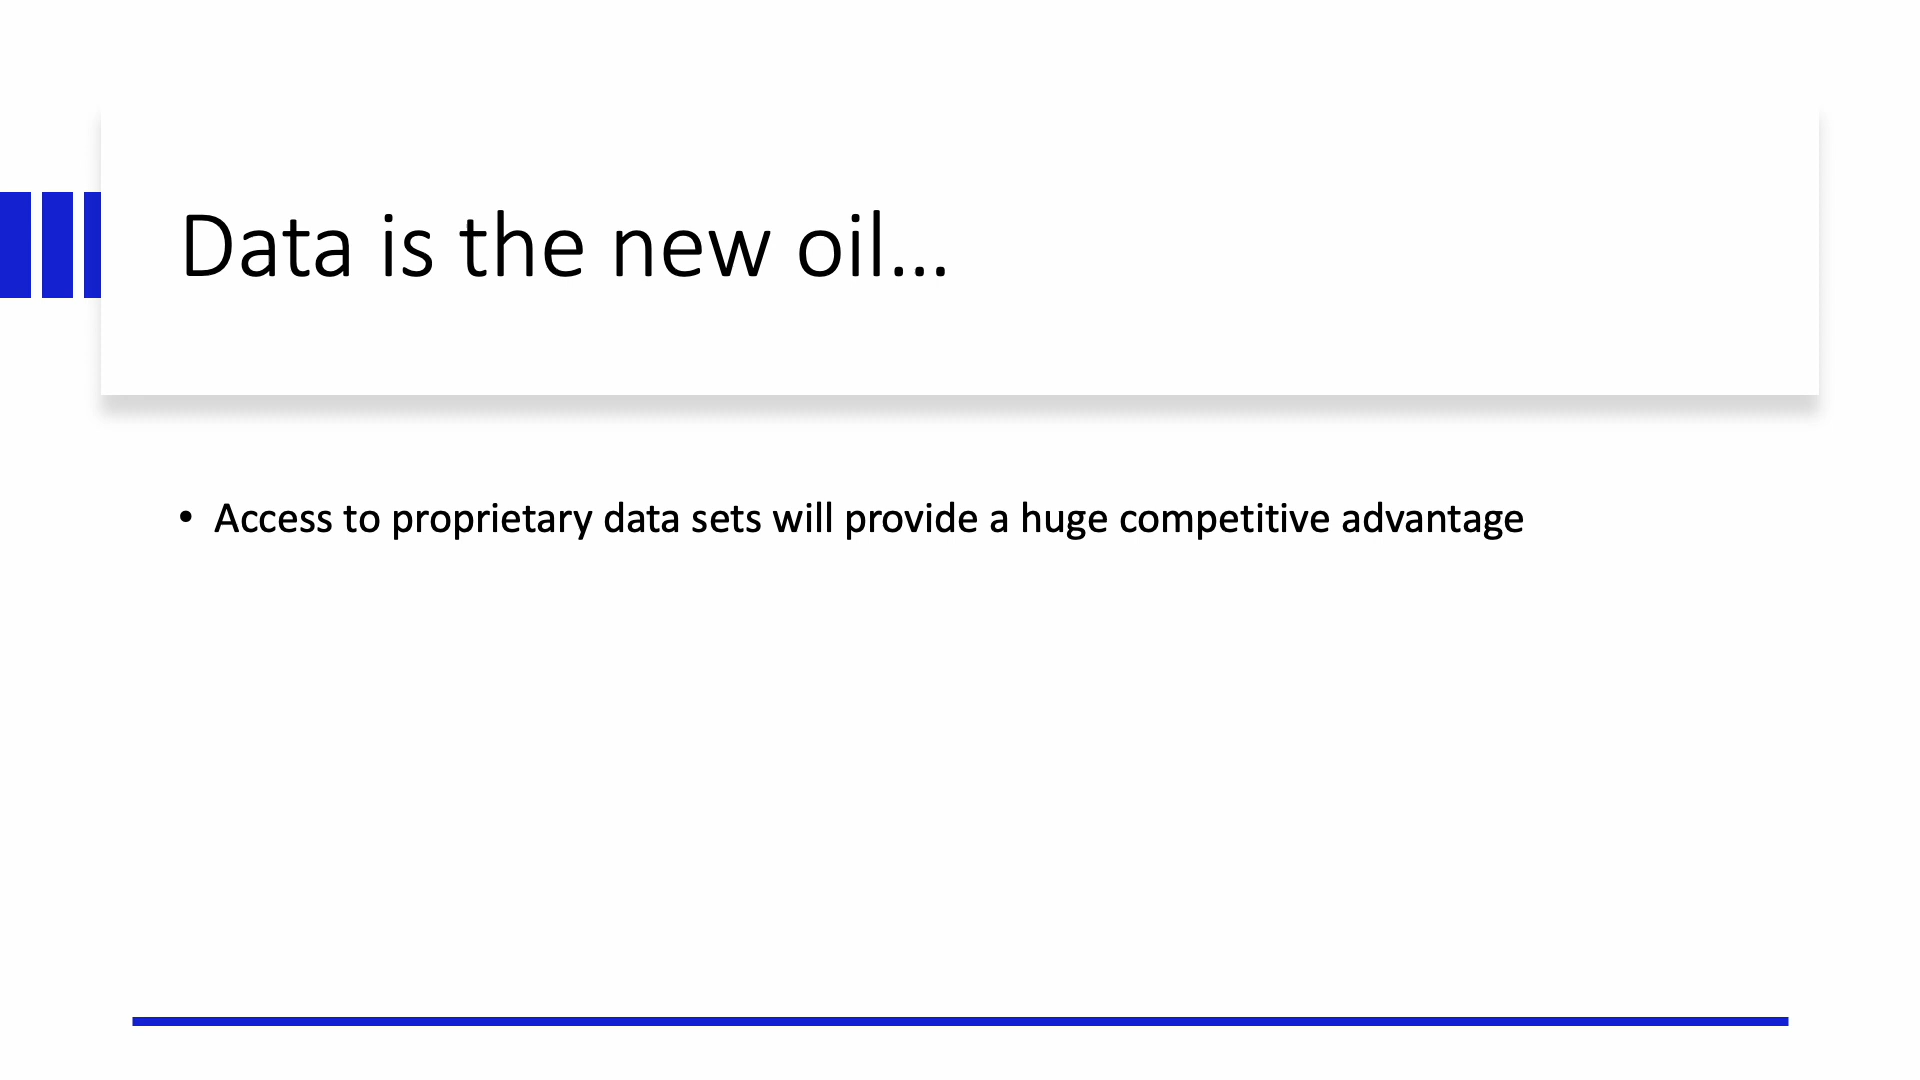 Data is the new oil...
• Access to proprietary data sets will provide a huge competitive advantage